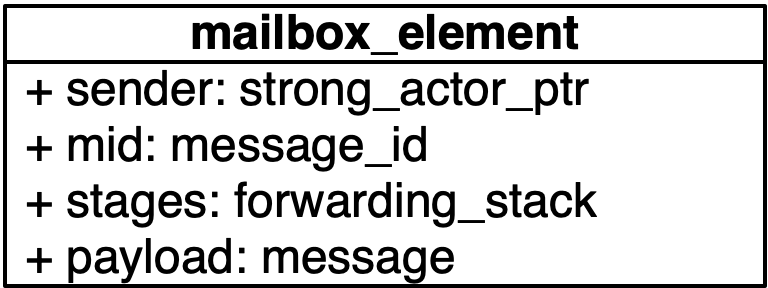 mailbox_element
+ sender: strong_actor_ptr
+ mid: message_id
+ stages: forwarding_stack
+ payload: message